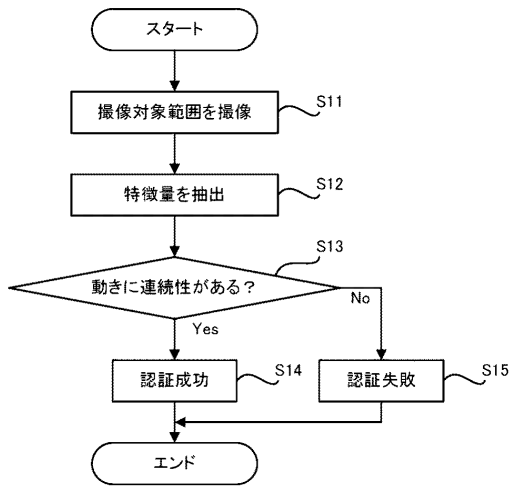 スタート
撮像対象範囲を撮像
S11
特徴量を抽出
S12
S13
動きに連続性がある?
No
Yes
認証成功
S14
認証失敗
S15
エンド